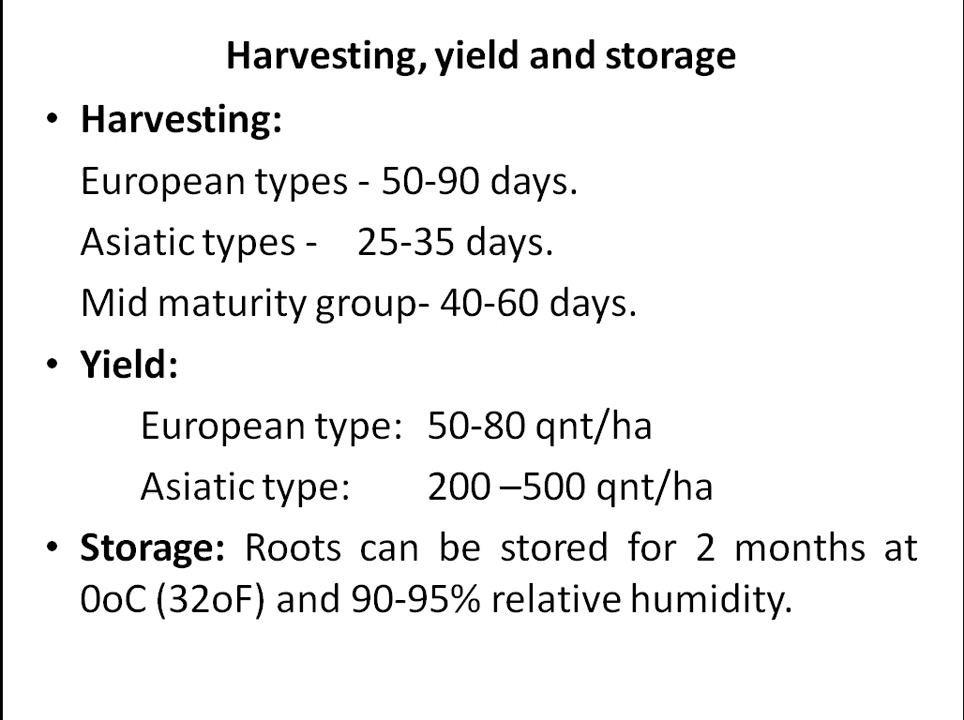 Harvesting, yield and storage
• Harvesting:
European types - 50-90 days.
Asiatic types - 25-35 days.
Mid maturity group- 40-60 days.
• Yield:
European type: 50-80 qnt/ha
Asiatic type: 200 –500 qnt/ha
• Storage: Roots can be stored for 2 months at
0oC (32oF) and 90-95% relative humidity.